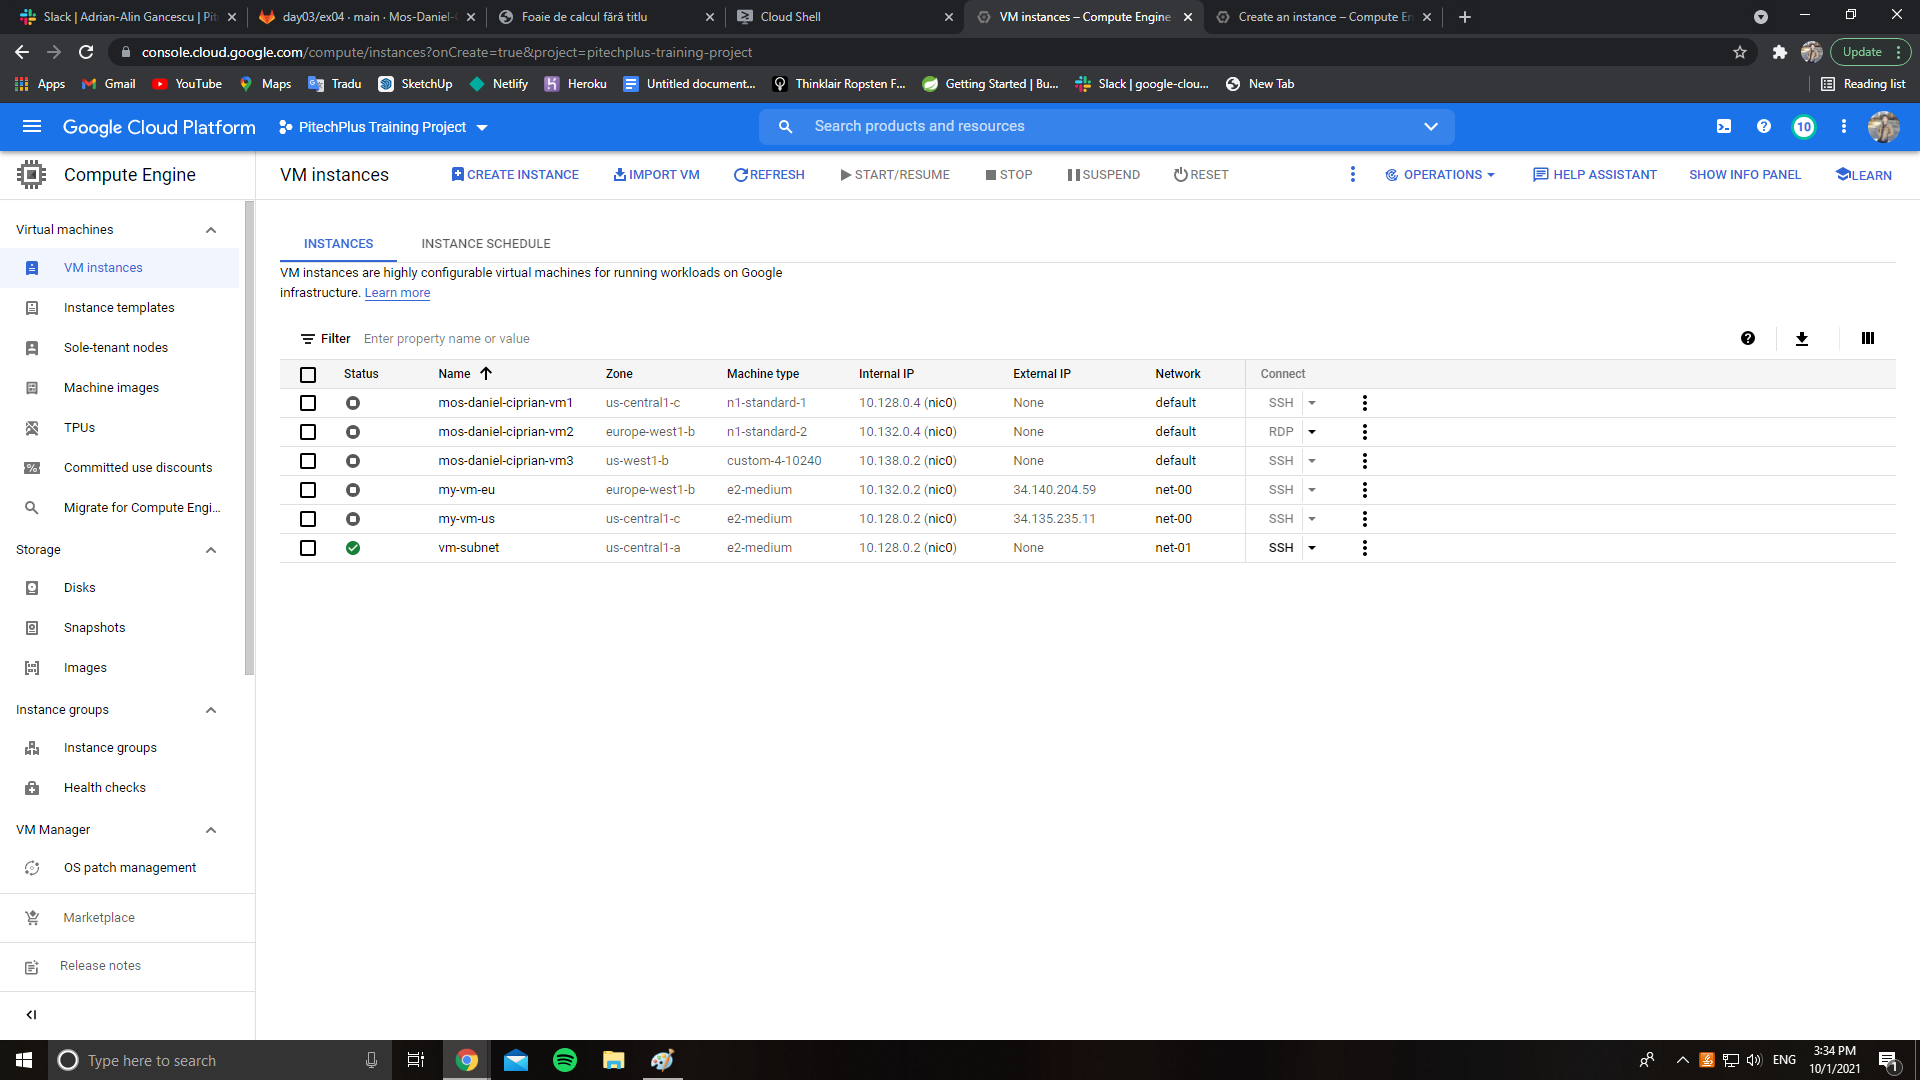 Slack | Adrian-Alin Gancescu | Pit
day03/ex04 · main · Mos-Daniel-C
Foaie de calcul fără titlu
Cloud Shell
VM instances – Compute Engine
Create an instance – Compute En
console.cloud.google.com/compute/instances?onCreate=true&project=pitechplus-training-project
Update
Apps
Gmail
YouTube
Maps
Tradu
SketchUp
Netlify
Heroku
Untitled document...
Thinklair Ropsten F...
Getting Started | Bu...
Slack | google-clou...
New Tab
Reading list
Google Cloud Platform
PitechPlus Training Project
Search products and resources
10
Compute Engine
VM instances
CREATE INSTANCE
IMPORT VM
REFRESH
START/RESUME
STOP
SUSPEND
RESET
OPERATIONS
HELP ASSISTANT
SHOW INFO PANEL
LEARN
Virtual machines
VM instances
Instance templates
Sole-tenant nodes
Machine images
TPUs
Committed use discounts
Migrate for Compute Engi...
Storage
Disks
Snapshots
Images
Instance groups
Instance groups
Health checks
VM Manager
OS patch management
Marketplace
Release notes
INSTANCES
INSTANCE SCHEDULE
VM instances are highly configurable virtual machines for running workloads on Google
infrastructure. Learn more
Filter Enter property name or value
Status Name Zone Machine type Internal IP External IP Network Connect
mos-daniel-ciprian-vm1 us-central1-c n1-standard-1 10.128.0.4 (nic0) None default SSH
mos-daniel-ciprian-vm2 europe-west1-b n1-standard-2 10.132.0.4 (nic0) None default RDP
mos-daniel-ciprian-vm3 us-west1-b custom-4-10240 10.138.0.2 (nic0) None default SSH
my-vm-eu europe-west1-b e2-medium 10.132.0.2 (nic0) 34.140.204.59 net-00 SSH
my-vm-us us-central1-c e2-medium 10.128.0.2 (nic0) 34.135.235.11 net-00 SSH
vm-subnet us-central1-a e2-medium 10.128.0.2 (nic0) None net-01 SSH
Type here to search
ENG
3:34 PM
10/1/2021
1